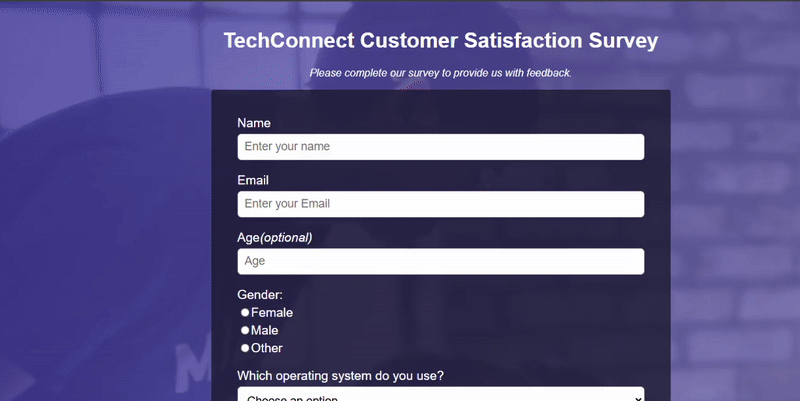 TechConnect Customer Satisfaction Survey
Please complete our survey to provide us with feedback.
Name
Enter your name
Email
Enter your Email
Age(optional)
Age
Gender:
Female
Male
Other
Which operating system do you use?
Choose an option